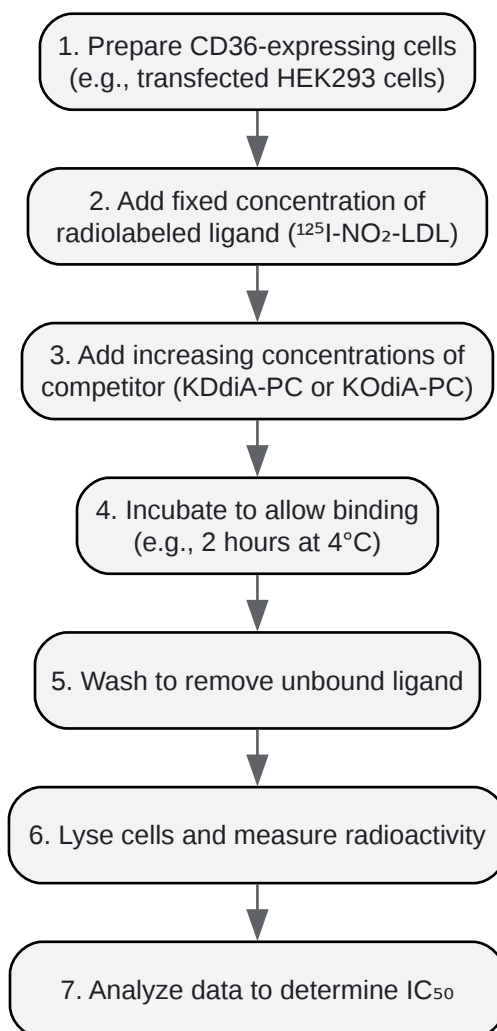 1. Prepare CD36-expressing cells
(e.g., transfected HEK293 cells)
2. Add fixed concentration of
radiolabeled ligand (¹²⁵I-NO₂-LDL)
3. Add increasing concentrations of
competitor (KDdiA-PC or KOdiA-PC)
4. Incubate to allow binding
(e.g., 2 hours at 4°C)
5. Wash to remove unbound ligand
6. Lyse cells and measure radioactivity
7. Analyze data to determine IC₅₀